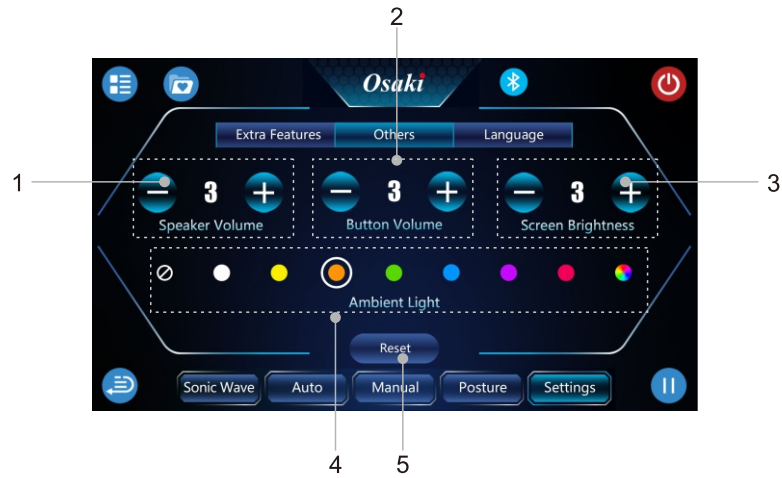 2
Osaki
Extra Features Others Language
1 3 3 3 3
Speaker Volume Button Volume Screen Brightness
Ambient Light
Reset
Sonic Wave Auto Manual Posture Settings
4 5